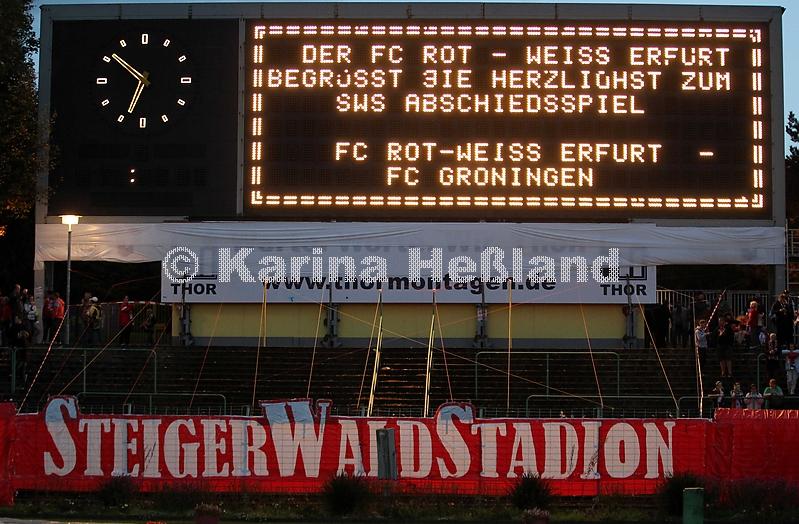 DER FC ROT - WEISS ERFURT
BEGRÜSST SIE HERZLICHST ZUM
SWS ABSCHIEDSSPIEL
FC ROT-WEISS ERFURT -
FC GRONINGEN
© Karina Heßland
www.thormontagen.de
THOR THOR
STEIGERWALDSTADION